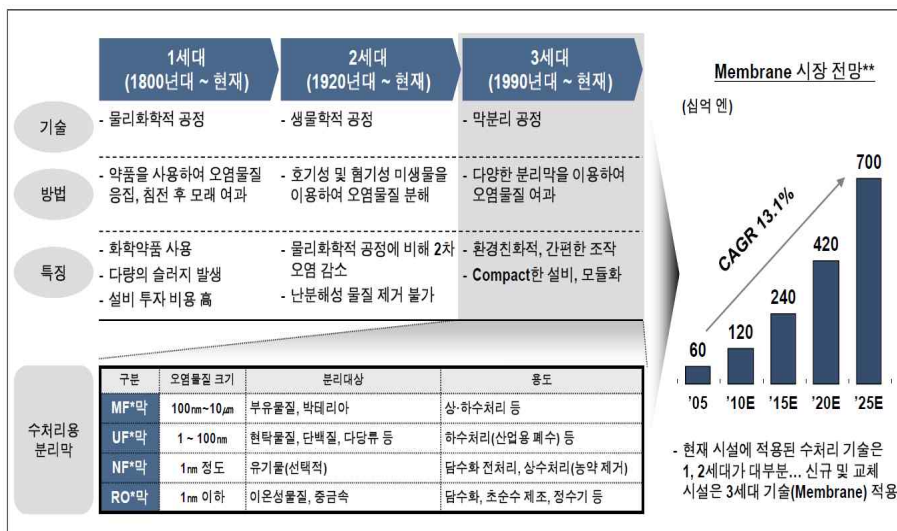 1세대
(1800년대 ~ 현재)
2세대
(1920년대 ~ 현재)
3세대
(1990년대 ~ 현재)
기술
- 물리화학적 공정
- 생물학적 공정
- 막분리 공정
방법
- 약품을 사용하여 오염물질
응집, 침전 후 모래 여과
- 호기성 및 혐기성 미생물을
이용하여 오염물질 분해
- 다양한 분리막을 이용하여
오염물질 여과
특징
- 화학약품 사용
- 다량의 슬러지 발생
- 설비 투자 비용 高
- 물리화학적 공정에 비해 2차
오염 감소
- 난분해성 물질 제거 불가
- 환경친화적, 간편한 조작
- Compact한 설비, 모듈화
수처리용
분리막
구분 오염물질 크기 분리대상 용도
MF*막 100㎚~10㎛ 부유물질, 박테리아 상·하수처리 등
UF*막 1 ~ 100㎚ 현탁물질, 단백질, 다당류 등 하수처리(산업용 폐수) 등
NF*막 1㎚ 정도 유기물(선택적) 담수화 전처리, 상수처리(농약 제거)
RO*막 1㎚ 이하 이온성물질, 중금속 담수화, 초순수 제조, 정수기 등
Membrane 시장 전망**
(십억 엔)
CAGR 13.1%
60 120 240 420 700
'05 '10E '15E '20E '25E
- 현재 시설에 적용된 수처리 기술은
1, 2세대가 대부분... 신규 및 교체
시설은 3세대 기술(Membrane) 적용